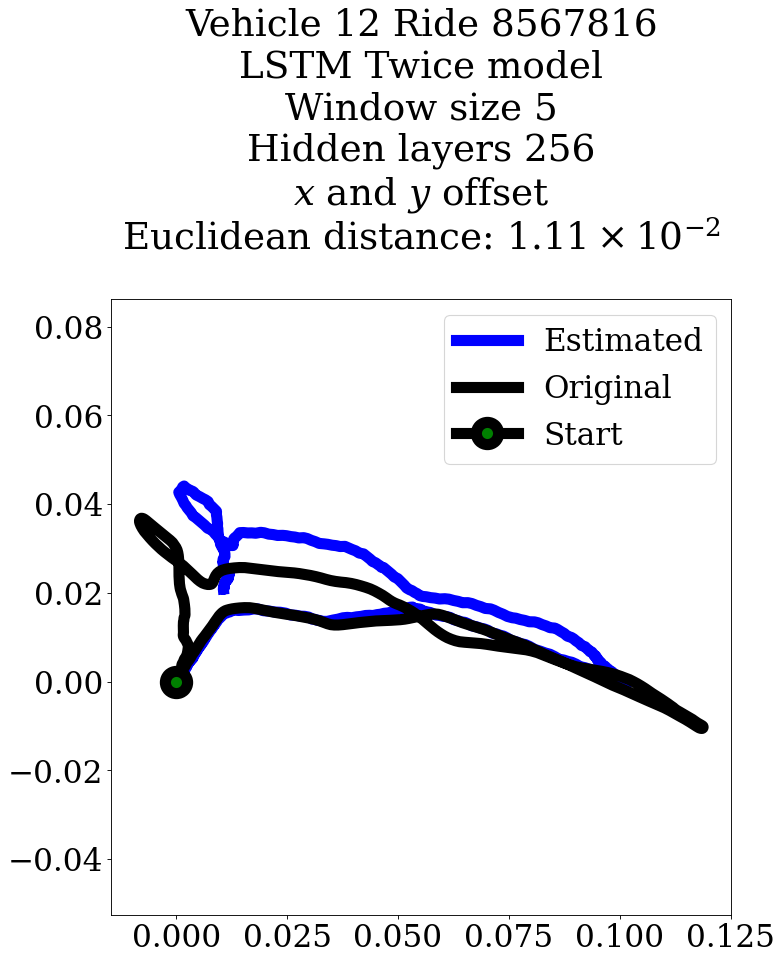 Vehicle 12 Ride 8567816
LSTM Twice model
Window size 5
Hidden layers 256
x and y offset
Euclidean distance: 1.11 × 10⁻²
Estimated
Original
Start
0.08
0.06
0.04
0.02
0.00
−0.02
−0.04
0.000 0.025 0.050 0.075 0.100 0.125